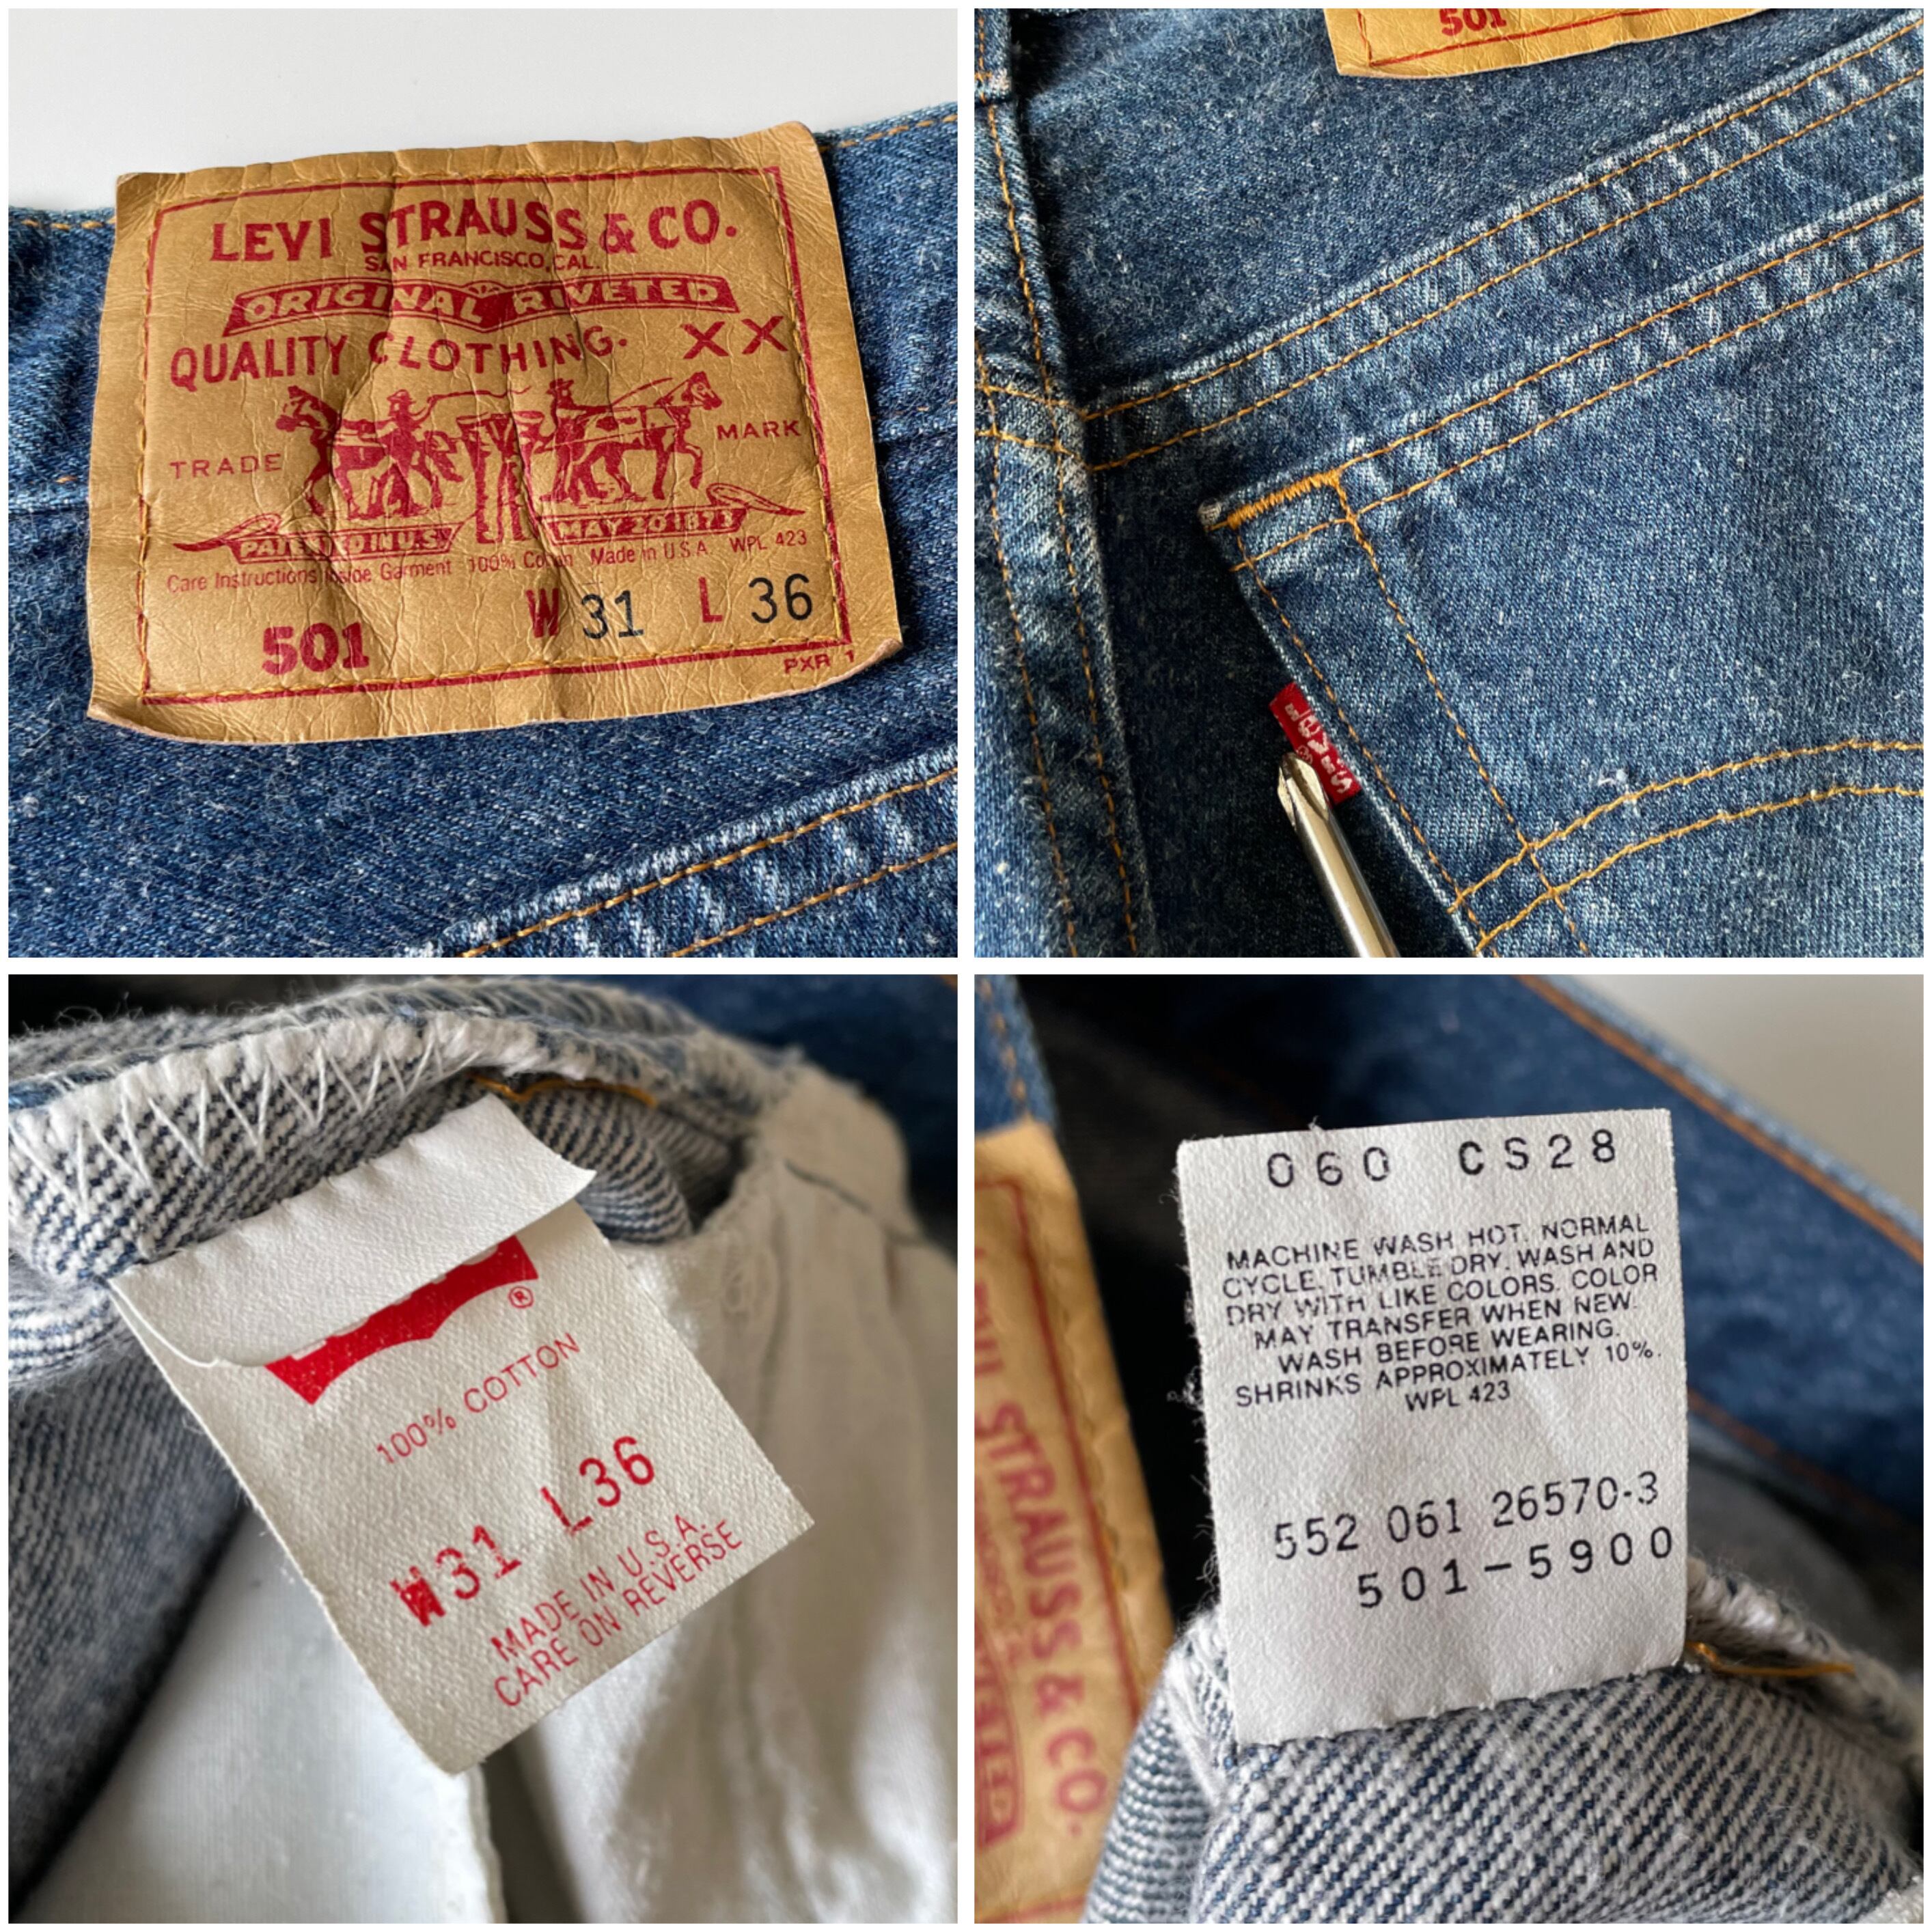 LEVI STRAUSS & CO.
SAN FRANCISCO, CAL.
ORIGINAL RIVETED
QUALITY CLOTHING. XX
TRADE MARK
PATENTED IN U.S. MAY 20 1873
Care Instructions Inside Garment 100% Cotton Made in U.S.A. WPL 423
501 W 31 L 36
PXR 1
501
LEVI'S
®
100% COTTON
W31 L36
MADE IN U.S.A.
CARE ON REVERSE
060 CS28
MACHINE WASH HOT. NORMAL
CYCLE. TUMBLE DRY. WASH AND
DRY WITH LIKE COLORS. COLOR
MAY TRANSFER WHEN NEW.
WASH BEFORE WEARING.
SHRINKS APPROXIMATELY 10%.
WPL 423
552 061 26570-3
501-5900
STRAUSS & CO.